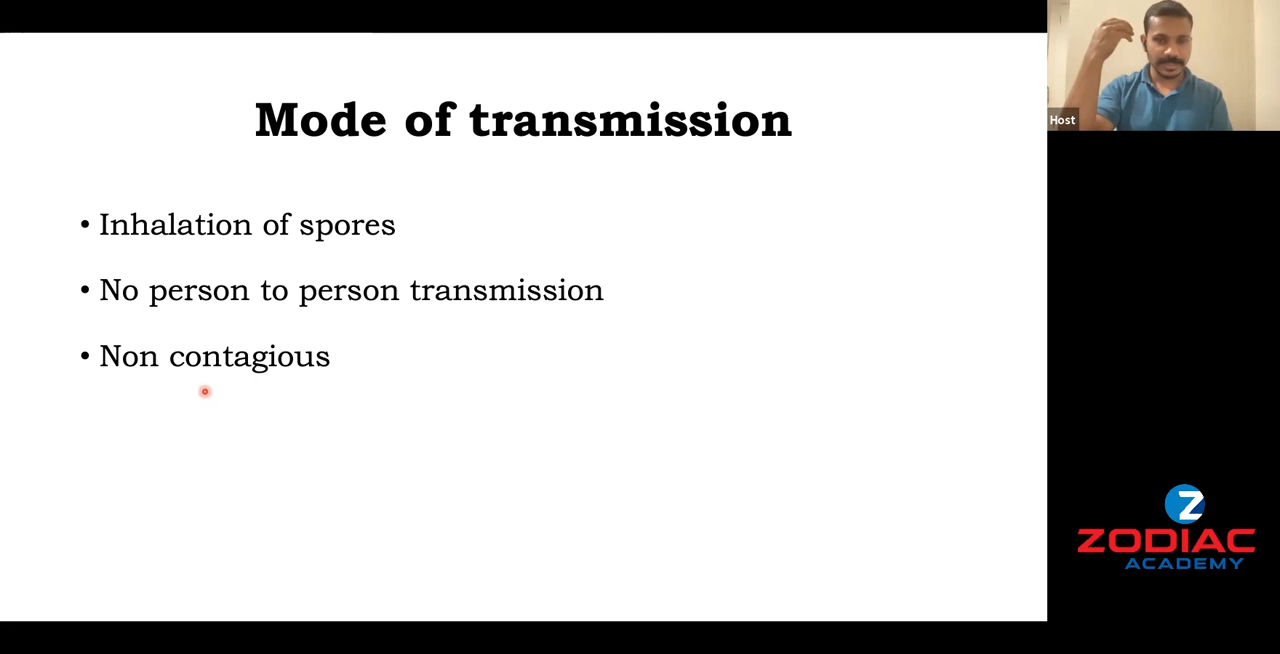 Mode of transmission
• Inhalation of spores
• No person to person transmission
• Non contagious
Host
Z
ZODIAC
ACADEMY